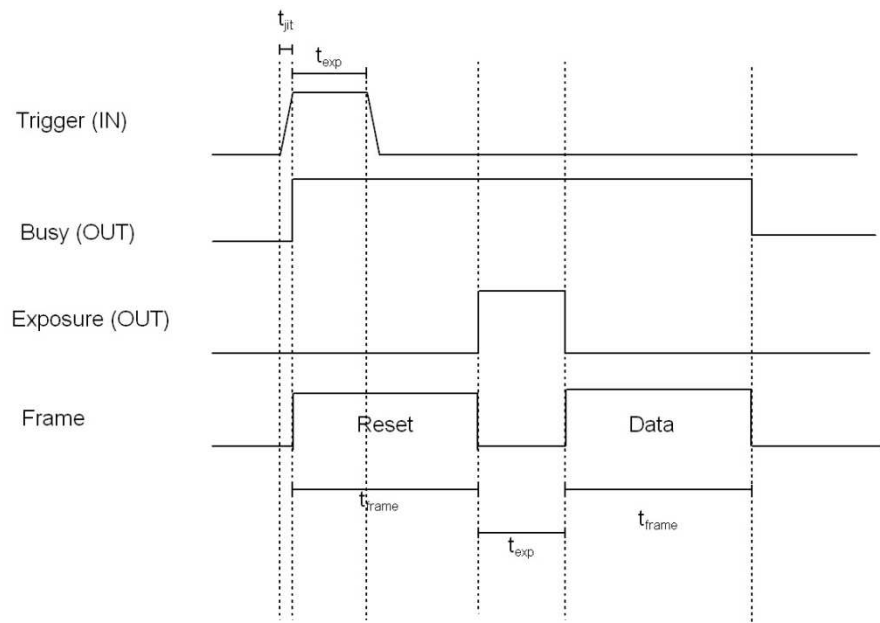 t_jit
t_exp
Trigger (IN)
Busy (OUT)
Exposure (OUT)
Frame
Reset
Data
t_frame
t_frame
t_exp